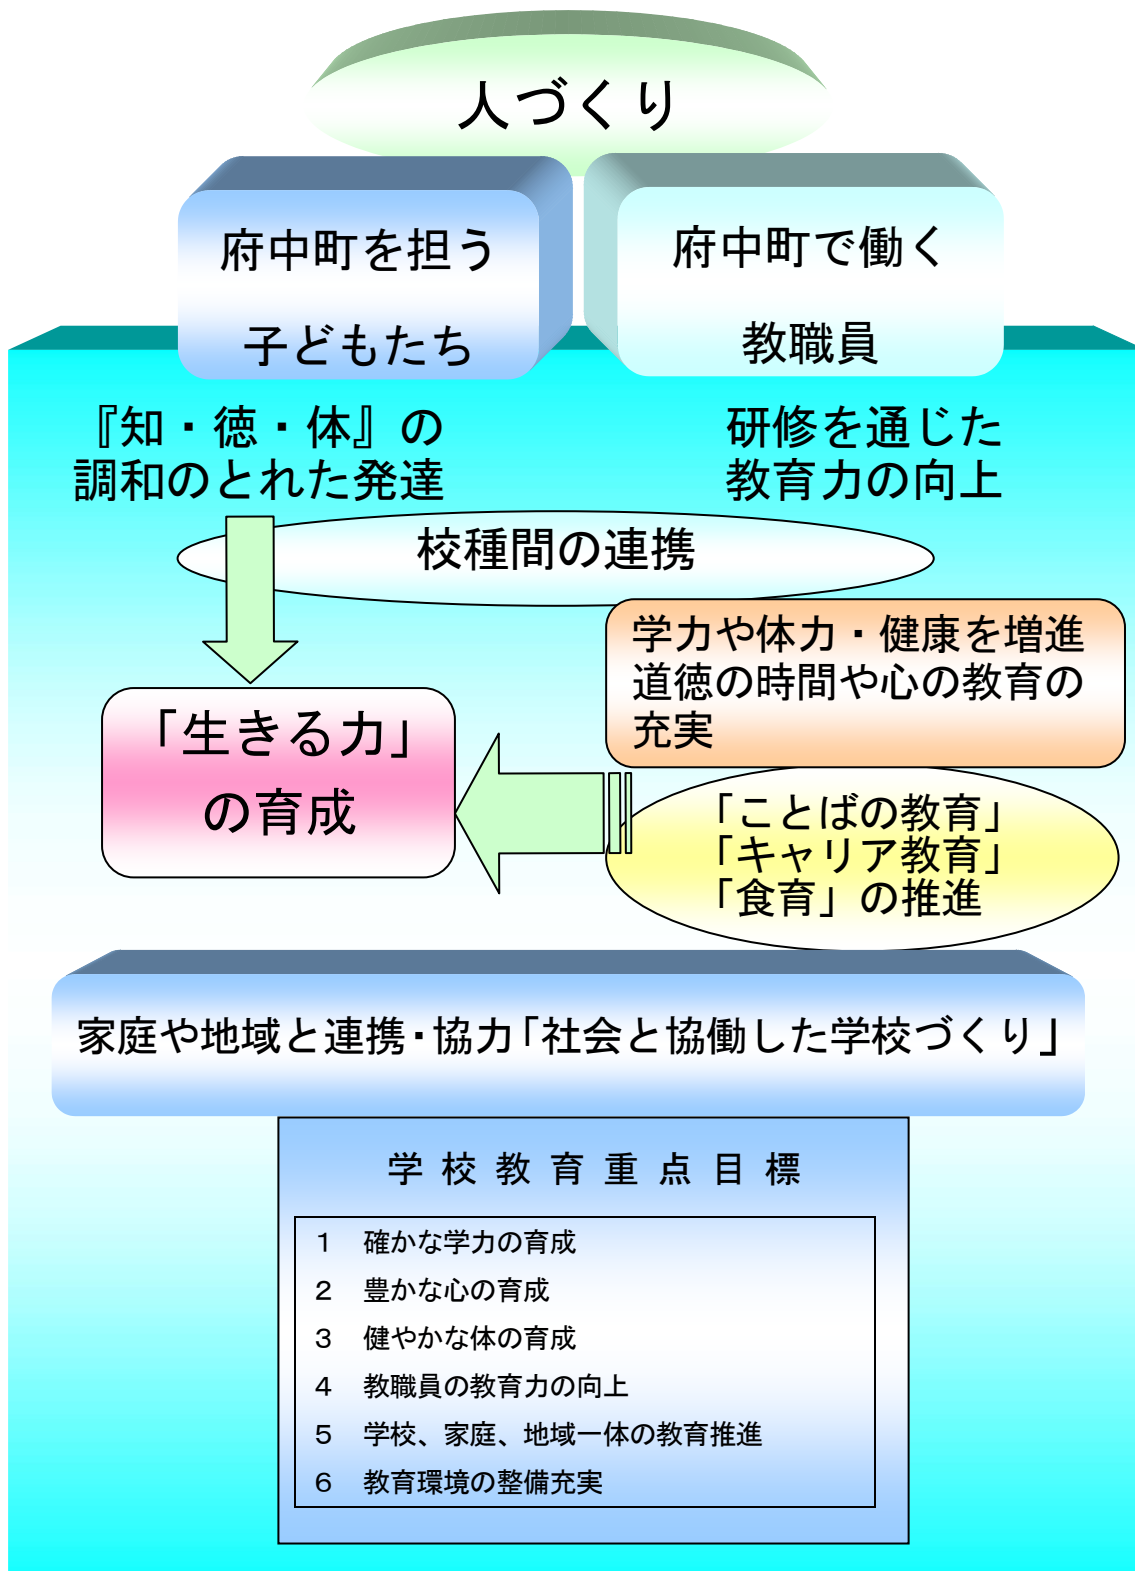 人づくり
府中町を担う
子どもたち
府中町で働く
教職員
『知・徳・体』の
調和のとれた発達
研修を通じた
教育力の向上
校種間の連携
学力や体力・健康を増進
道徳の時間や心の教育の
充実
「生きる力」
の育成
「ことばの教育」
「キャリア教育」
「食育」の推進
家庭や地域と連携・協力「社会と協働した学校づくり」
学校教育重点目標
1 確かな学力の育成
2 豊かな心の育成
3 健やかな体の育成
4 教職員の教育力の向上
5 学校、家庭、地域一体の教育推進
6 教育環境の整備充実